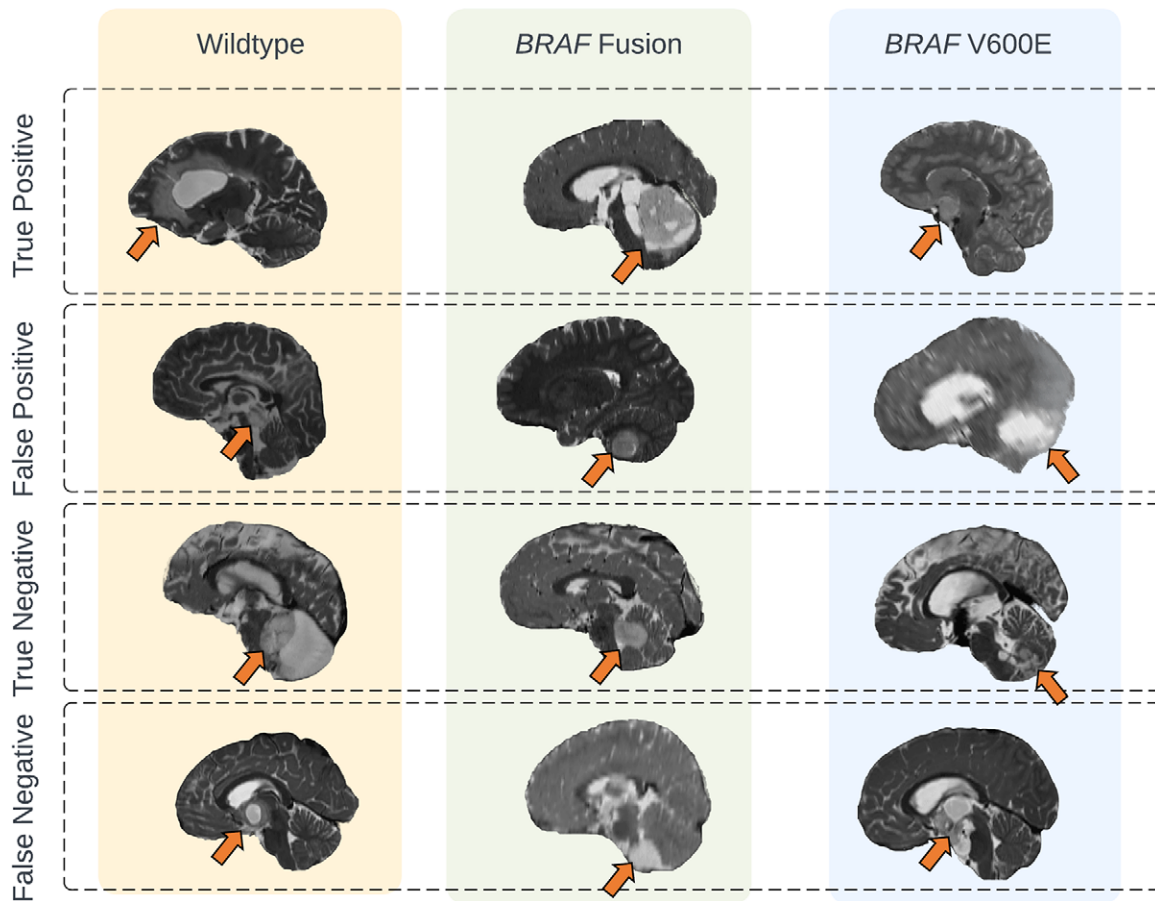 Wildtype
BRAF Fusion
BRAF V600E
True Positive
False Positive
True Negative
False Negative